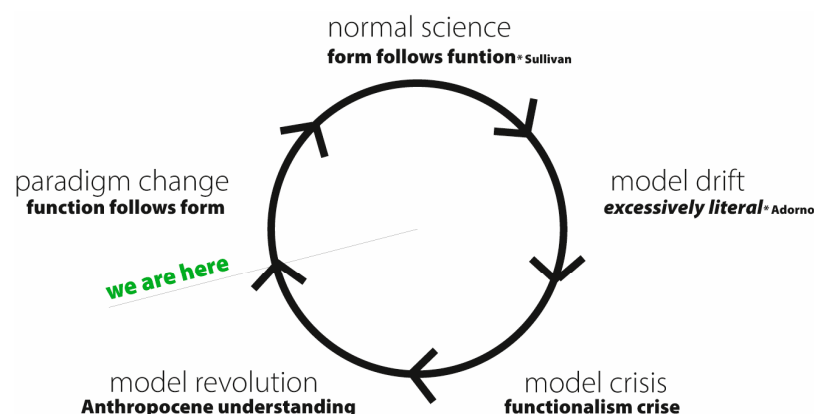 normal science
form follows funtion* Sullivan
model drift
excessively literal* Adorno
model crisis
functionalism crise
model revolution
Anthropocene understanding
we are here
paradigm change
function follows form